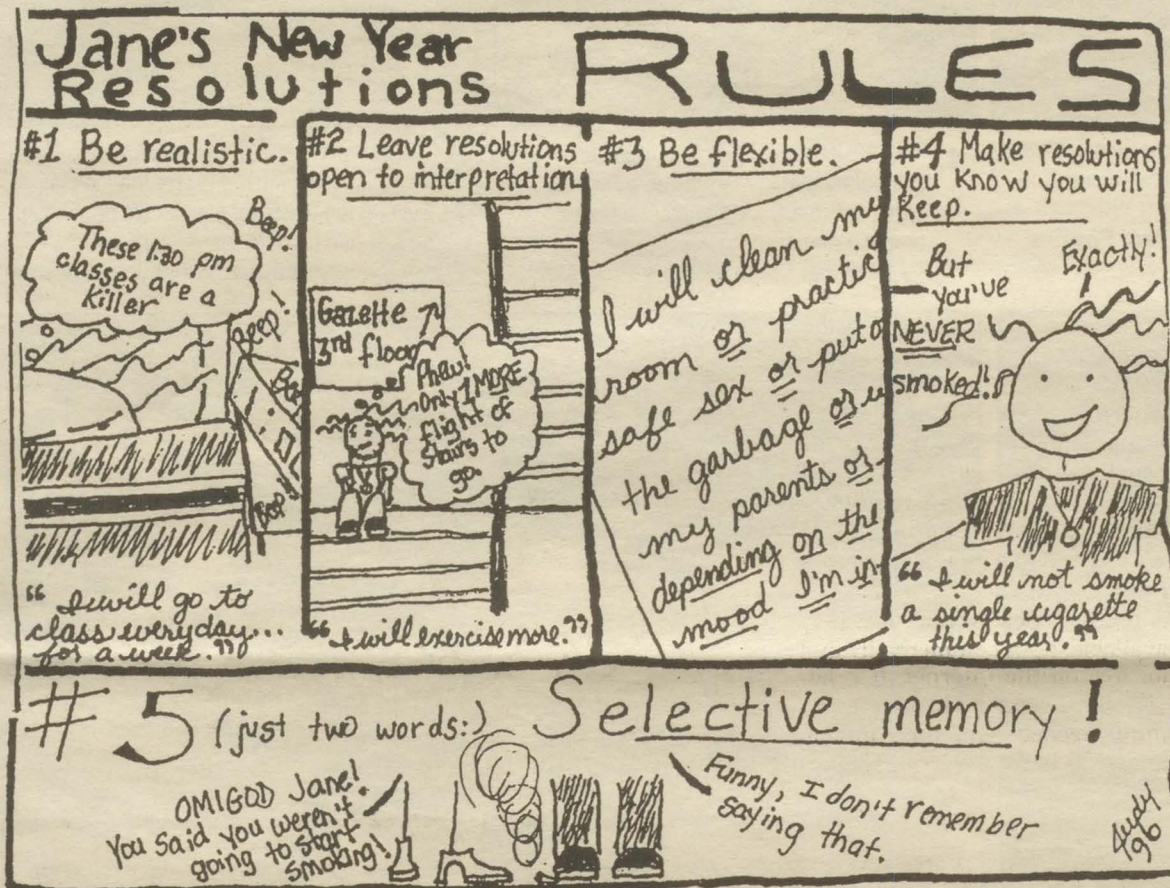 Jane's New Year
Resolutions
RULES
#1 Be realistic.
These 1:30 pm
classes are a
killer
Beep!
Beep!
Bop!
"I will go to
class everyday...
for a week."
#2 Leave resolutions
open to interpretation
Gazette
3rd floor
Phew!
Only 1 MORE
flight of
stairs to
go.
"I will exercise more."
#3 Be flexible.
I will clean my
room or practic
safe sex or put o
the garbage or
my parents or
depending on the
mood I'm in
#4 Make resolutions
you know you will
keep.
But
you've
NEVER
smoked!
Exactly!
"I will not smoke
a single cigarette
this year."
#5 (just two words:) Selective memory!
OMIGOD Jane!
You said you weren't
going to start
smoking!
Funny, I don't remember
saying that.
96